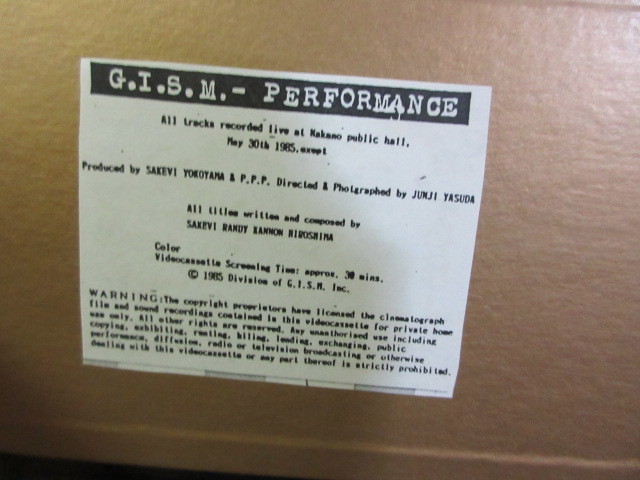 G.I.S.M.- PERFORMANCE
All tracks recorded live at Nakano public hall,
May 30th 1985.exept
Produced by SAKEVI YOKOYAMA & P.P.P. Directed & Photgraphed by JUNJI YASUDA
All titles written and composed by
SAKEVI RANDY KANNON HIROSHIMA
Color
Videocassette Screening Time: approx. 30 mins.
© 1985 Division of G.I.S.M. Inc.
WARNING:The copyright proprietors have licensed the cinematograph
film and sound recordings contained in this videocassette for private home
use only. All other rights are reserved. Any unauthorised use including
copying, exhibiting, renting, hiling, lending, exchanging, public
performance, diffusion, radio or television broadcasting or otherwise
dealing with this videocassette or any part thereof is strictly prohibited.